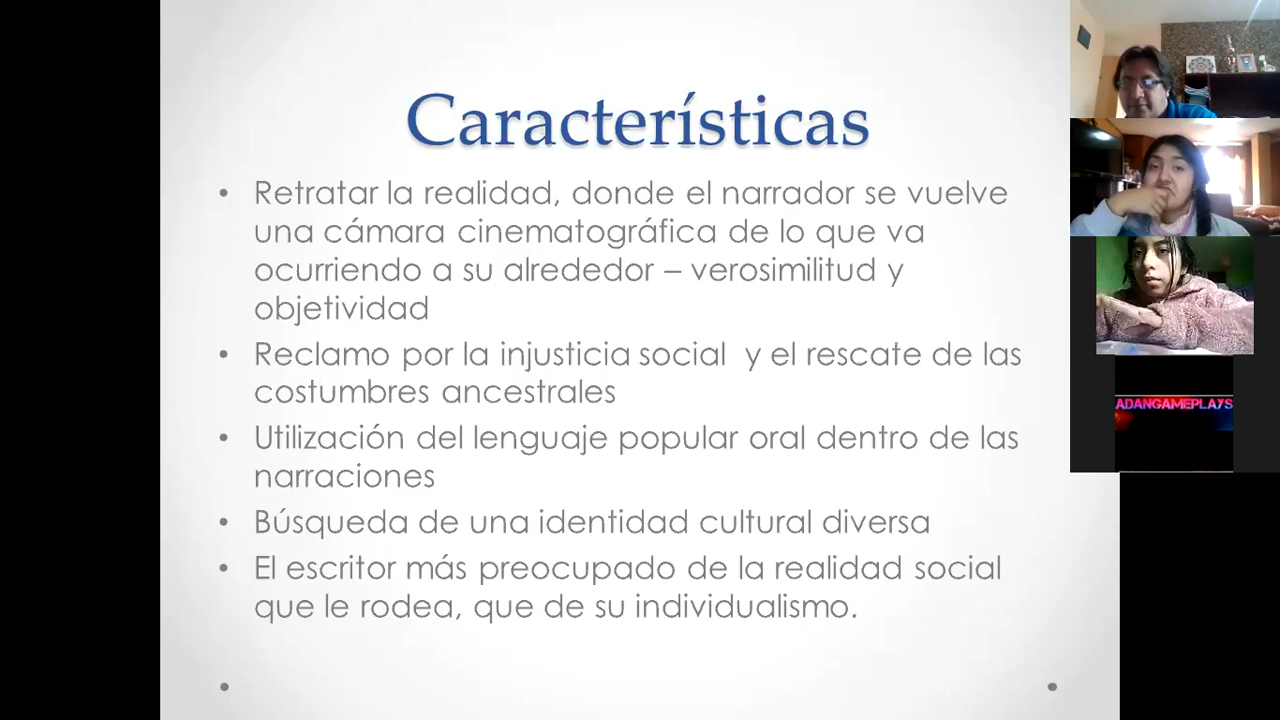 Características
• Retratar la realidad, donde el narrador se vuelve
una cámara cinematográfica de lo que va
ocurriendo a su alrededor – verosimilitud y
objetividad
• Reclamo por la injusticia social  y el rescate de las
costumbres ancestrales
• Utilización del lenguaje popular oral dentro de las
narraciones
• Búsqueda de una identidad cultural diversa
• El escritor más preocupado de la realidad social
que le rodea, que de su individualismo.
ADANGAMEPLAYS